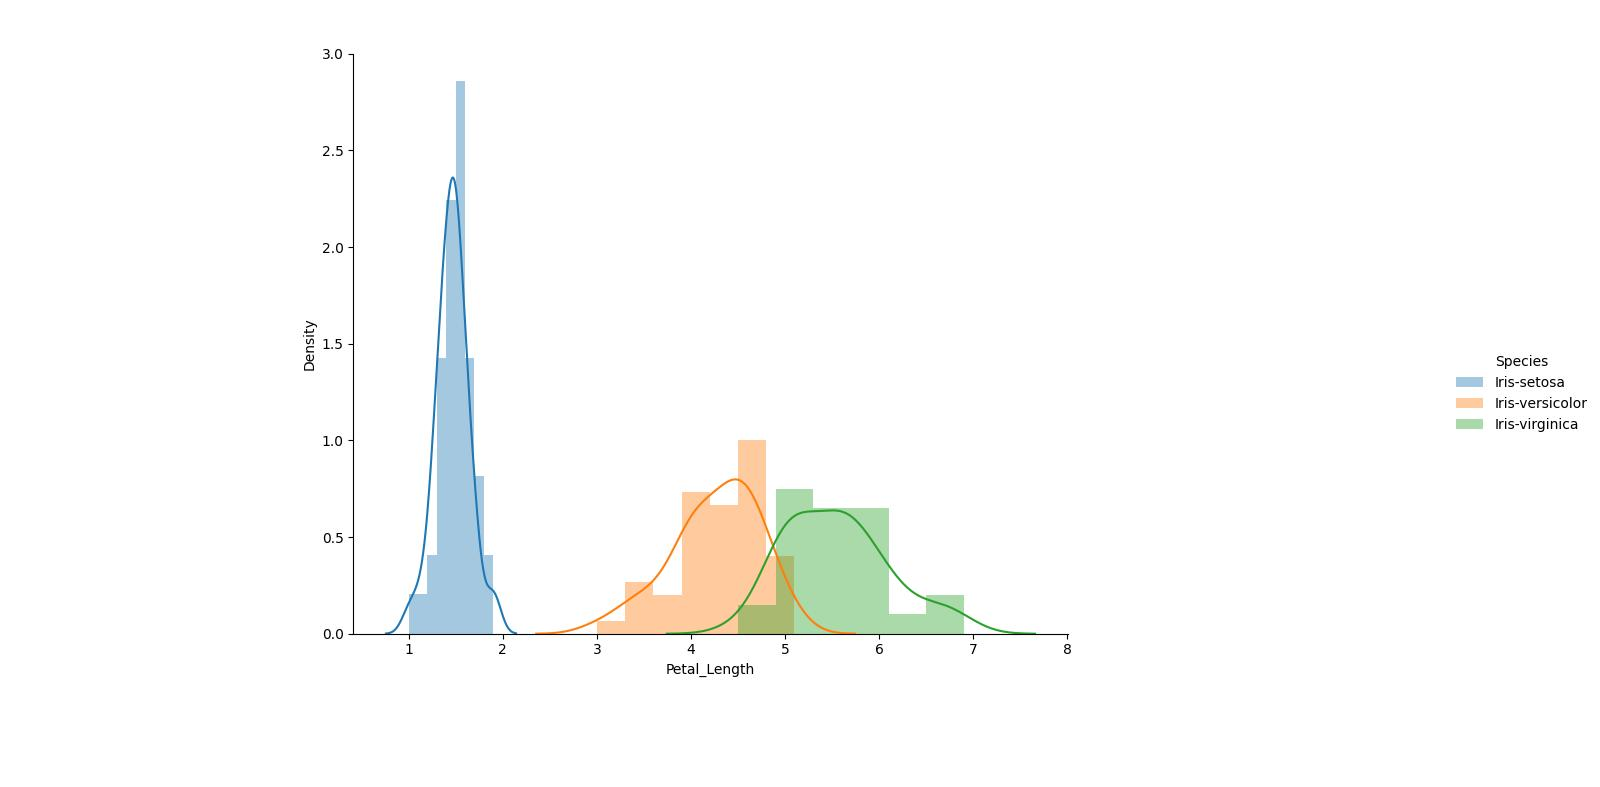 3.0
2.5
2.0
1.5
1.0
0.5
0.0
Density
1 2 3 4 5 6 7 8
Petal_Length
Species
Iris-setosa
Iris-versicolor
Iris-virginica